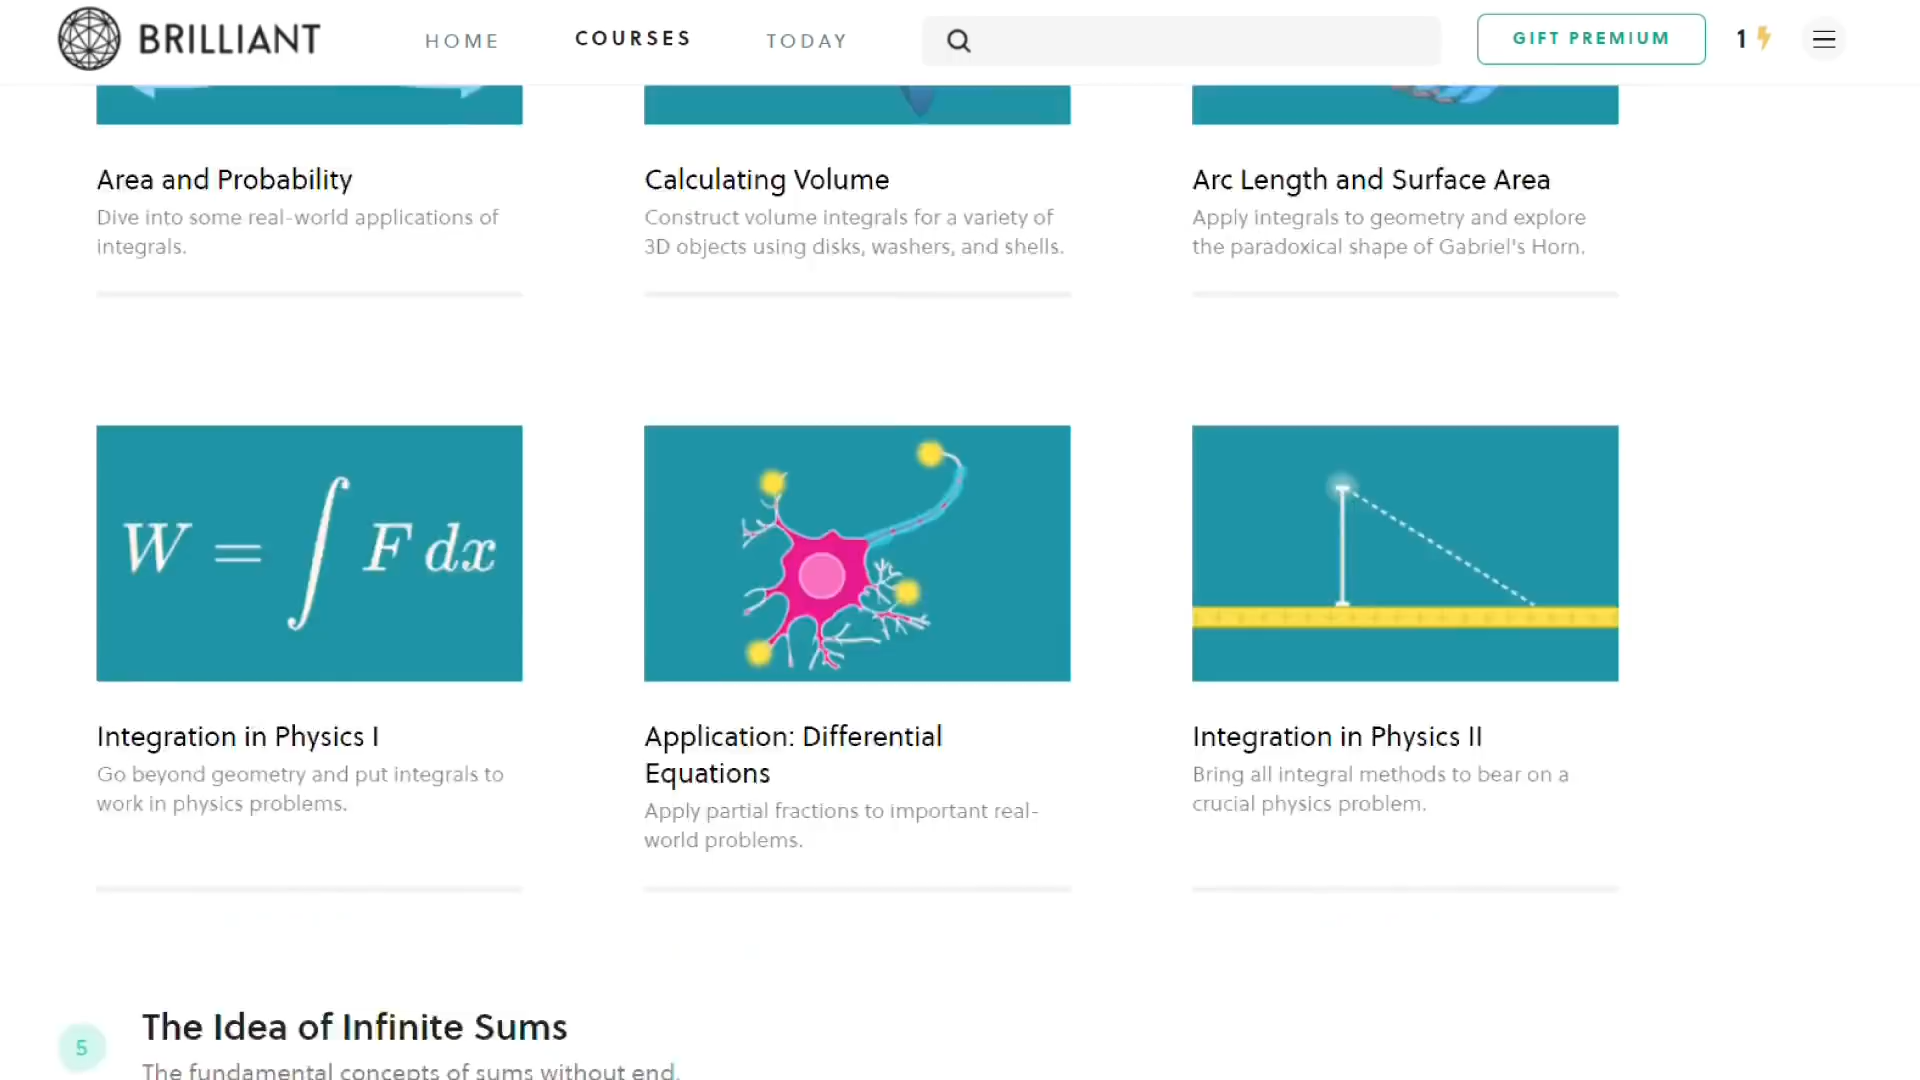 BRILLIANT
HOME
COURSES
TODAY
GIFT PREMIUM
1
Area and Probability
Dive into some real-world applications of
integrals.
Calculating Volume
Construct volume integrals for a variety of
3D objects using disks, washers, and shells.
Arc Length and Surface Area
Apply integrals to geometry and explore
the paradoxical shape of Gabriel's Horn.
W = ∫ F dx
Integration in Physics I
Go beyond geometry and put integrals to
work in physics problems.
Application: Differential
Equations
Apply partial fractions to important real-
world problems.
Integration in Physics II
Bring all integral methods to bear on a
crucial physics problem.
5
The Idea of Infinite Sums
The fundamental concepts of sums without end.